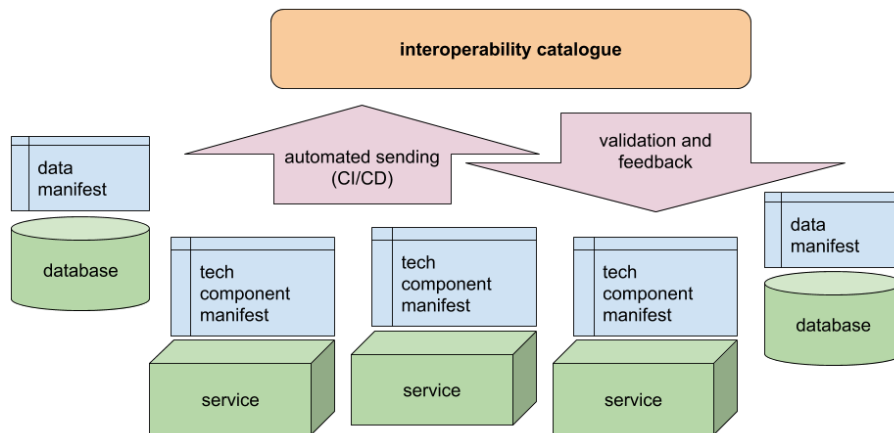 interoperability catalogue
automated sending
(CI/CD)
validation and
feedback
data
manifest
database
tech
component
manifest
service
tech
component
manifest
service
tech
component
manifest
service
data
manifest
database